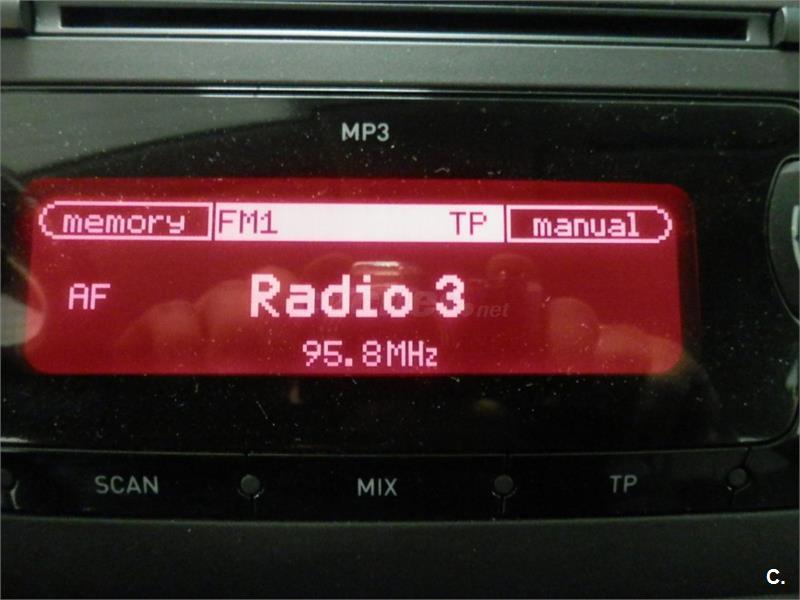 MP3
memory FM1 TP manual
AF Radio 3
95.8MHz
SCAN MIX TP
C.